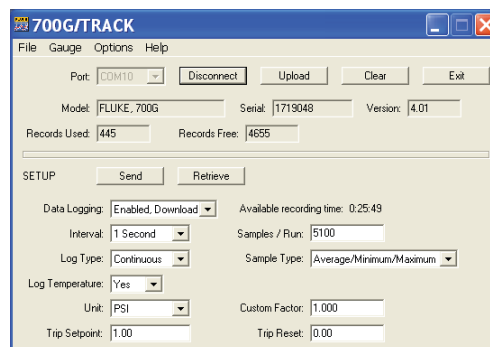 700G/TRACK
File Gauge Options Help
Port: COM10 Disconnect Upload Clear Exit
Model: FLUKE, 700G Serial: 1719048 Version: 4.01
Records Used: 445 Records Free: 4655
SETUP Send Retrieve
Data Logging: Enabled, Download Available recording time: 0:25:49
Interval: 1 Second Samples / Run: 5100
Log Type: Continuous Sample Type: Average/Minimum/Maximum
Log Temperature: Yes
Unit: PSI Custom Factor: 1.000
Trip Setpoint: 1.00 Trip Reset: 0.00